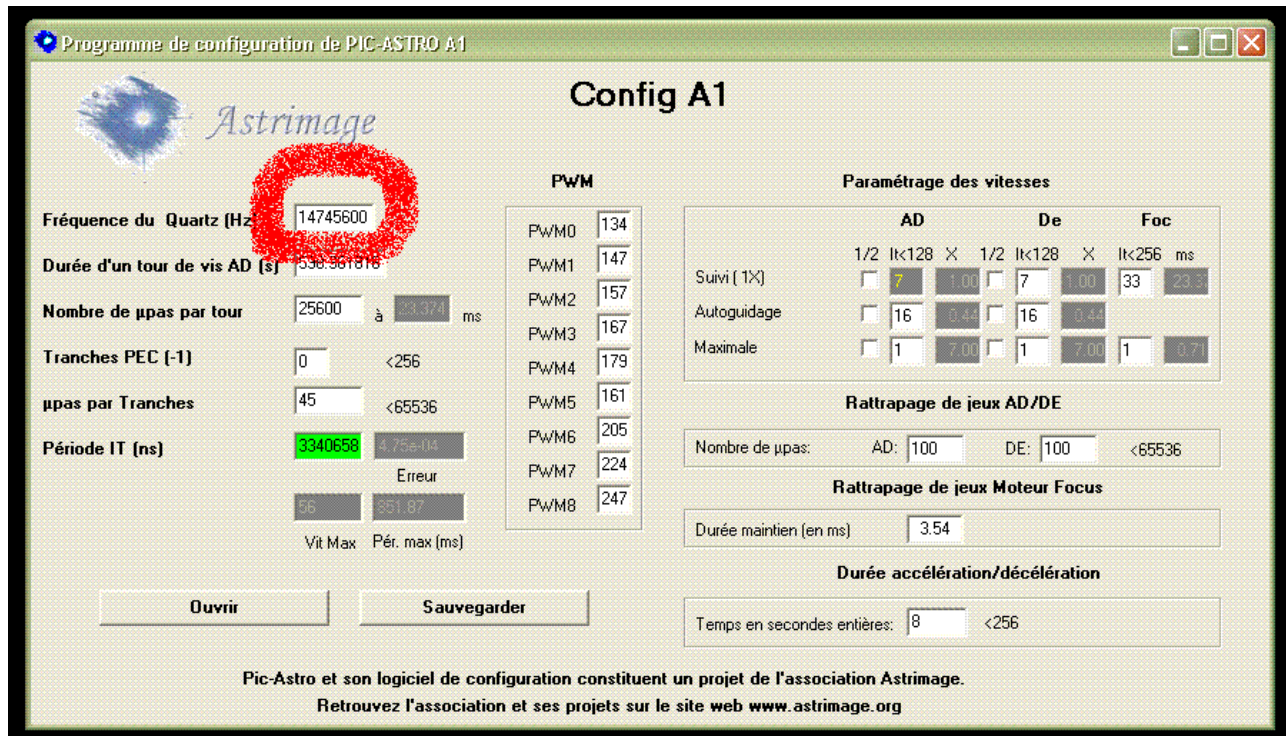 Programme de configuration de PIC-ASTRO A1
Config A1
Astrimage
Fréquence du Quartz (Hz) 14745600
Durée d'un tour de vis AD (s)
Nombre de µpas par tour 25600 à 23.374 ms
Tranches PEC (-1) 0 <256
µpas par Tranches 45 <65536
Période IT (ns) 3340658 4.75e-04
Erreur
56 351.87
Vit Max Pér. max (ms)
Ouvrir Sauvegarder
PWM
PWM0 134
PWM1 147
PWM2 157
PWM3 167
PWM4 179
PWM5 161
PWM6 205
PWM7 224
PWM8 247
Paramétrage des vitesses
AD De Foc
1/2 It<128 X 1/2 It<128 X It<256 ms
Suivi ( 1X) 7 1.00 7 1.00 33
Autoguidage 16 0.44 16 0.44
Maximale 1 7.00 1 7.00 1 0.71
Rattrapage de jeux AD/DE
Nombre de µpas: AD: 100 DE: 100 <65536
Rattrapage de jeux Moteur Focus
Durée maintien (en ms) 3.54
Durée accélération/décélération
Temps en secondes entières: 8 <256
Pic-Astro et son logiciel de configuration constituent un projet de l'association Astrimage.
Retrouvez l'association et ses projets sur le site web www.astrimage.org